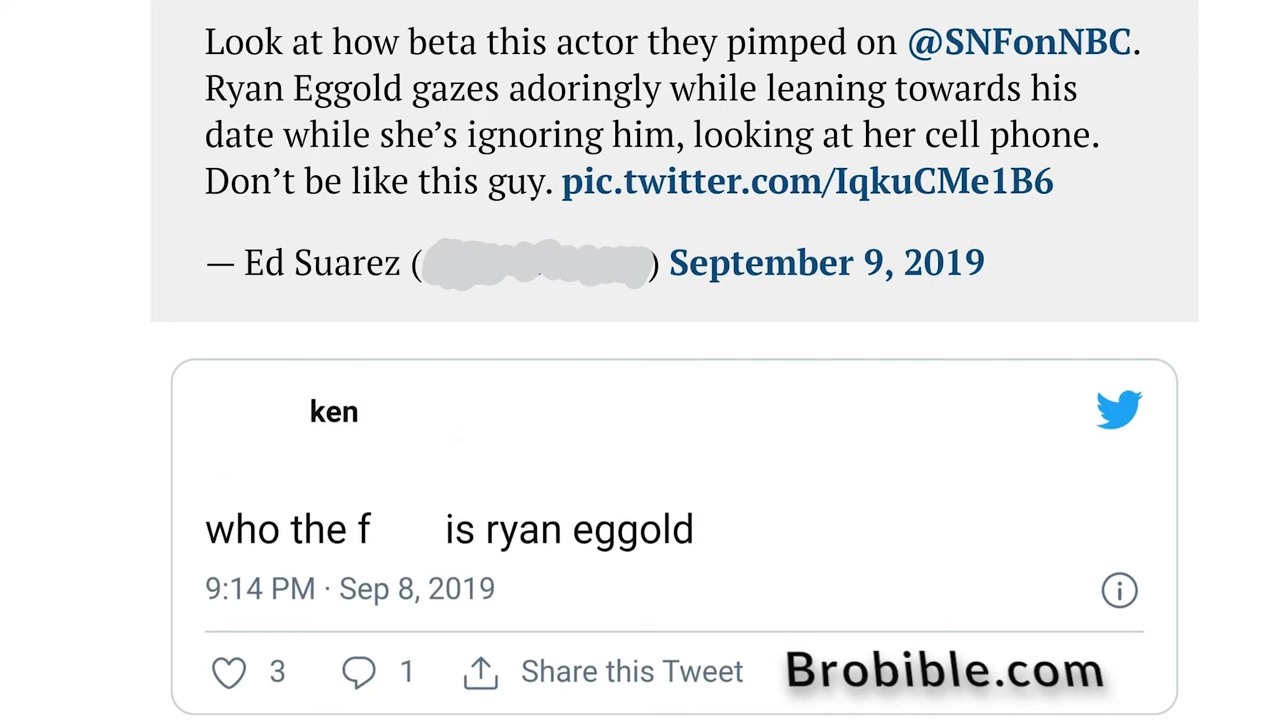 Look at how beta this actor they pimped on @SNFonNBC.
Ryan Eggold gazes adoringly while leaning towards his
date while she’s ignoring him, looking at her cell phone.
Don’t be like this guy. pic.twitter.com/IqkuCMe1B6
— Ed Suarez ( ) September 9, 2019
ken
who the f is ryan eggold
9:14 PM · Sep 8, 2019
3 1 Share this Tweet
Brobible.com